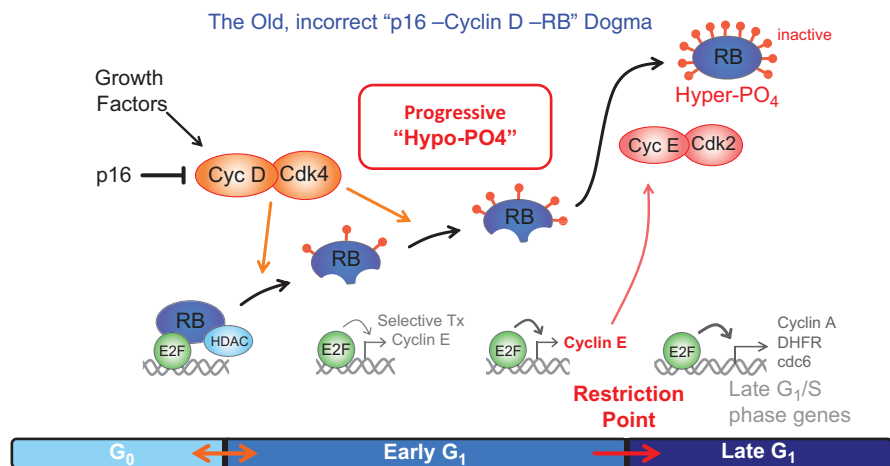 The Old, incorrect “p16 –Cyclin D –RB” Dogma
inactive
RB
Hyper-PO₄
Growth
Factors
Progressive
“Hypo-PO4”
Cyc E
Cdk2
p16
Cyc D
Cdk4
RB
RB
RB
HDAC
E2F
Selective Tx
Cyclin E
E2F
Cyclin E
E2F
Cyclin A
DHFR
cdc6
E2F
Restriction
Point
Late G₁/S
phase genes
G₀
Early G₁
Late G₁